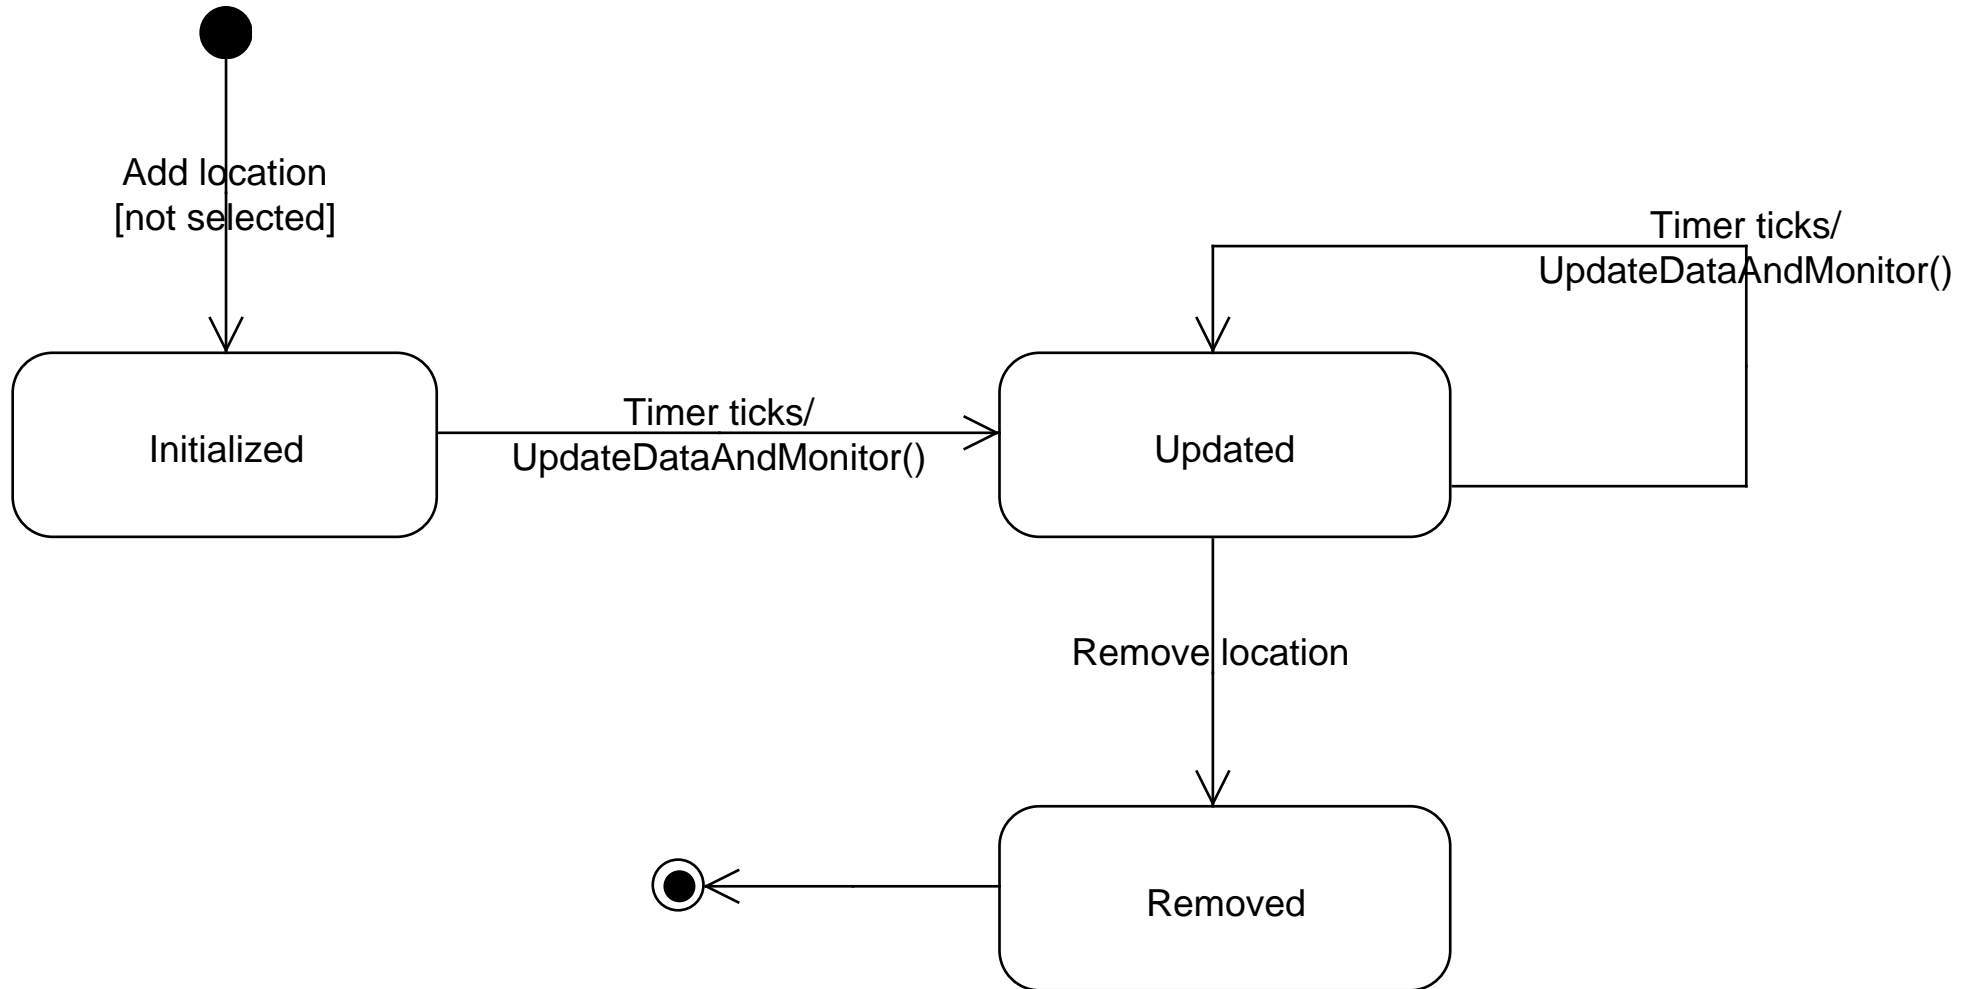 Add location
[not selected]
Timer ticks/
UpdateDataAndMonitor()
Initialized
Timer ticks/
UpdateDataAndMonitor()
Updated
Remove location
Removed